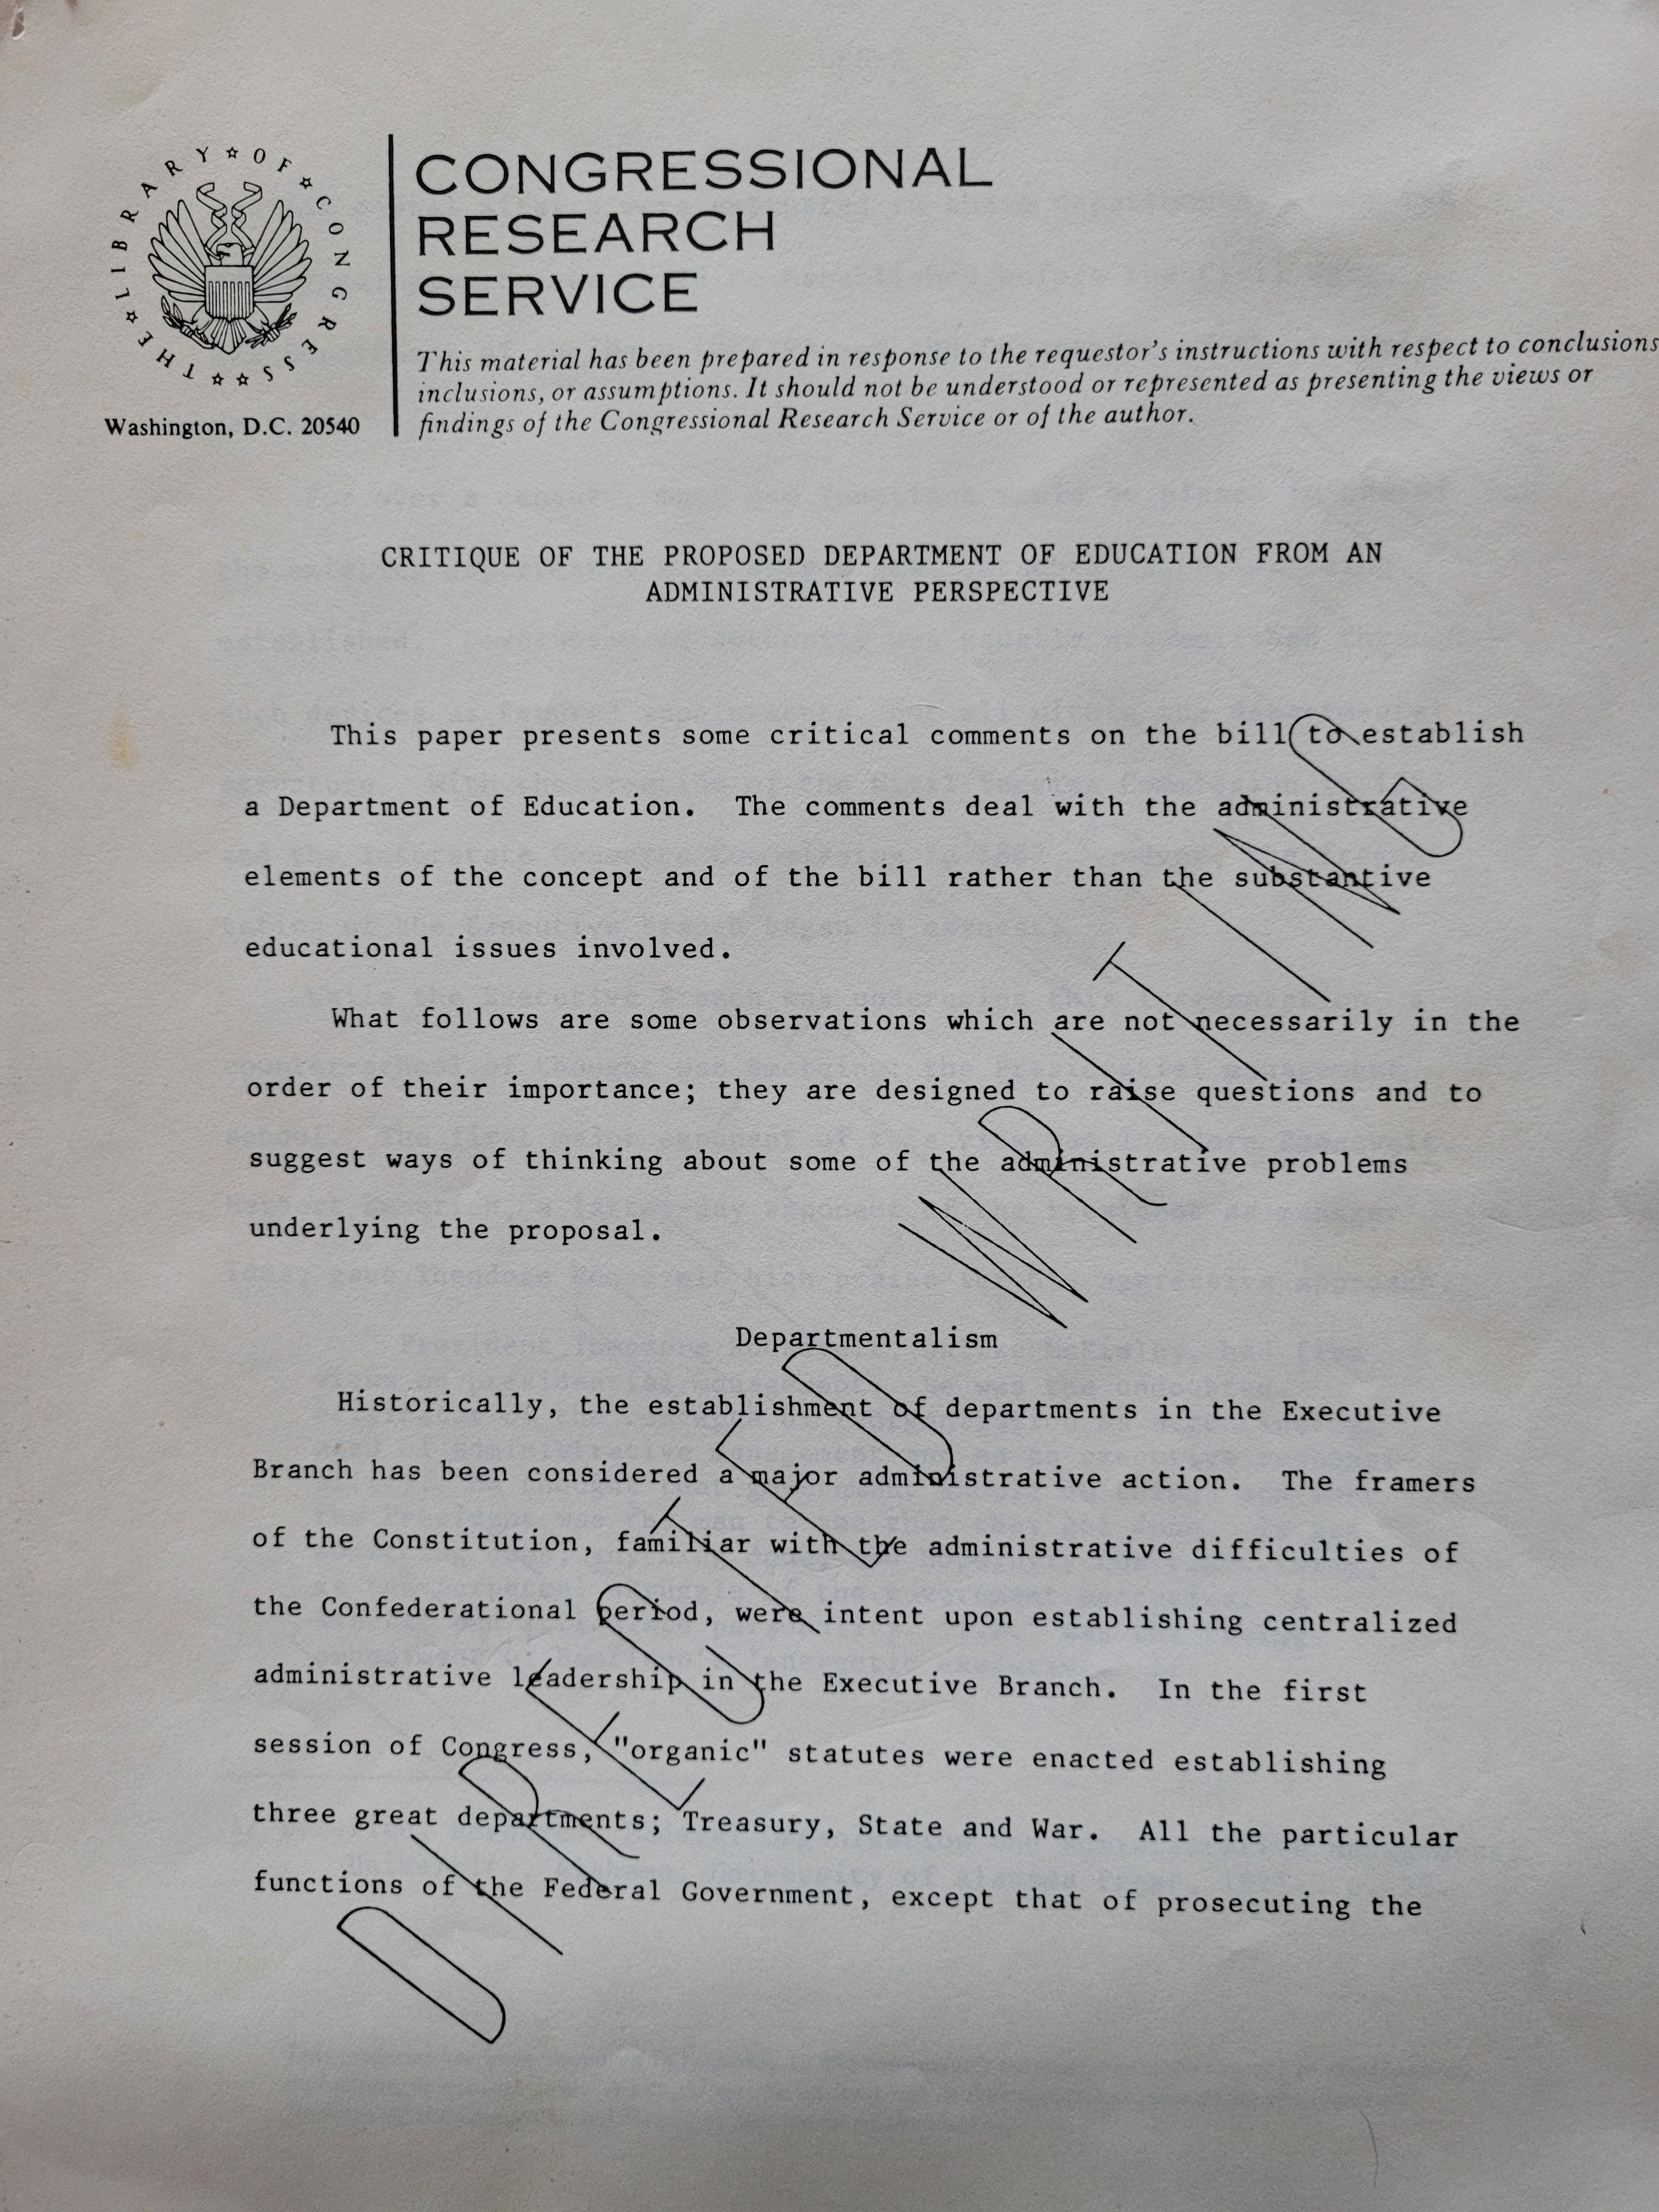 THE ☆ LIBRARY ☆ OF ☆ CONGRESS ☆ ☆
Washington, D.C. 20540
CONGRESSIONAL
RESEARCH
SERVICE
This material has been prepared in response to the requestor's instructions with respect to conclusions
inclusions, or assumptions. It should not be understood or represented as presenting the views or
findings of the Congressional Research Service or of the author.
CRITIQUE OF THE PROPOSED DEPARTMENT OF EDUCATION FROM AN
ADMINISTRATIVE PERSPECTIVE
This paper presents some critical comments on the bill to establish
a Department of Education. The comments deal with the administrative
elements of the concept and of the bill rather than the substantive
educational issues involved.
What follows are some observations which are not necessarily in the
order of their importance; they are designed to raise questions and to
suggest ways of thinking about some of the administrative problems
underlying the proposal.
Departmentalism
Historically, the establishment of departments in the Executive
Branch has been considered a major administrative action. The framers
of the Constitution, familiar with the administrative difficulties of
the Confederational period, were intent upon establishing centralized
administrative leadership in the Executive Branch. In the first
session of Congress, "organic" statutes were enacted establishing
three great departments; Treasury, State and War. All the particular
functions of the Federal Government, except that of prosecuting the
DIRECTED WRITING